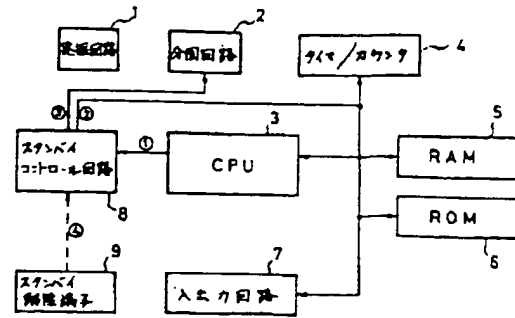 1
発振回路
2
分周回路
タイマ/カウンタ
4
③
②
スタンバイ
コントロール回路
8
①
3
CPU
5
RAM
ROM
6
④
9
スタンバイ
解除端子
7
入出力回路